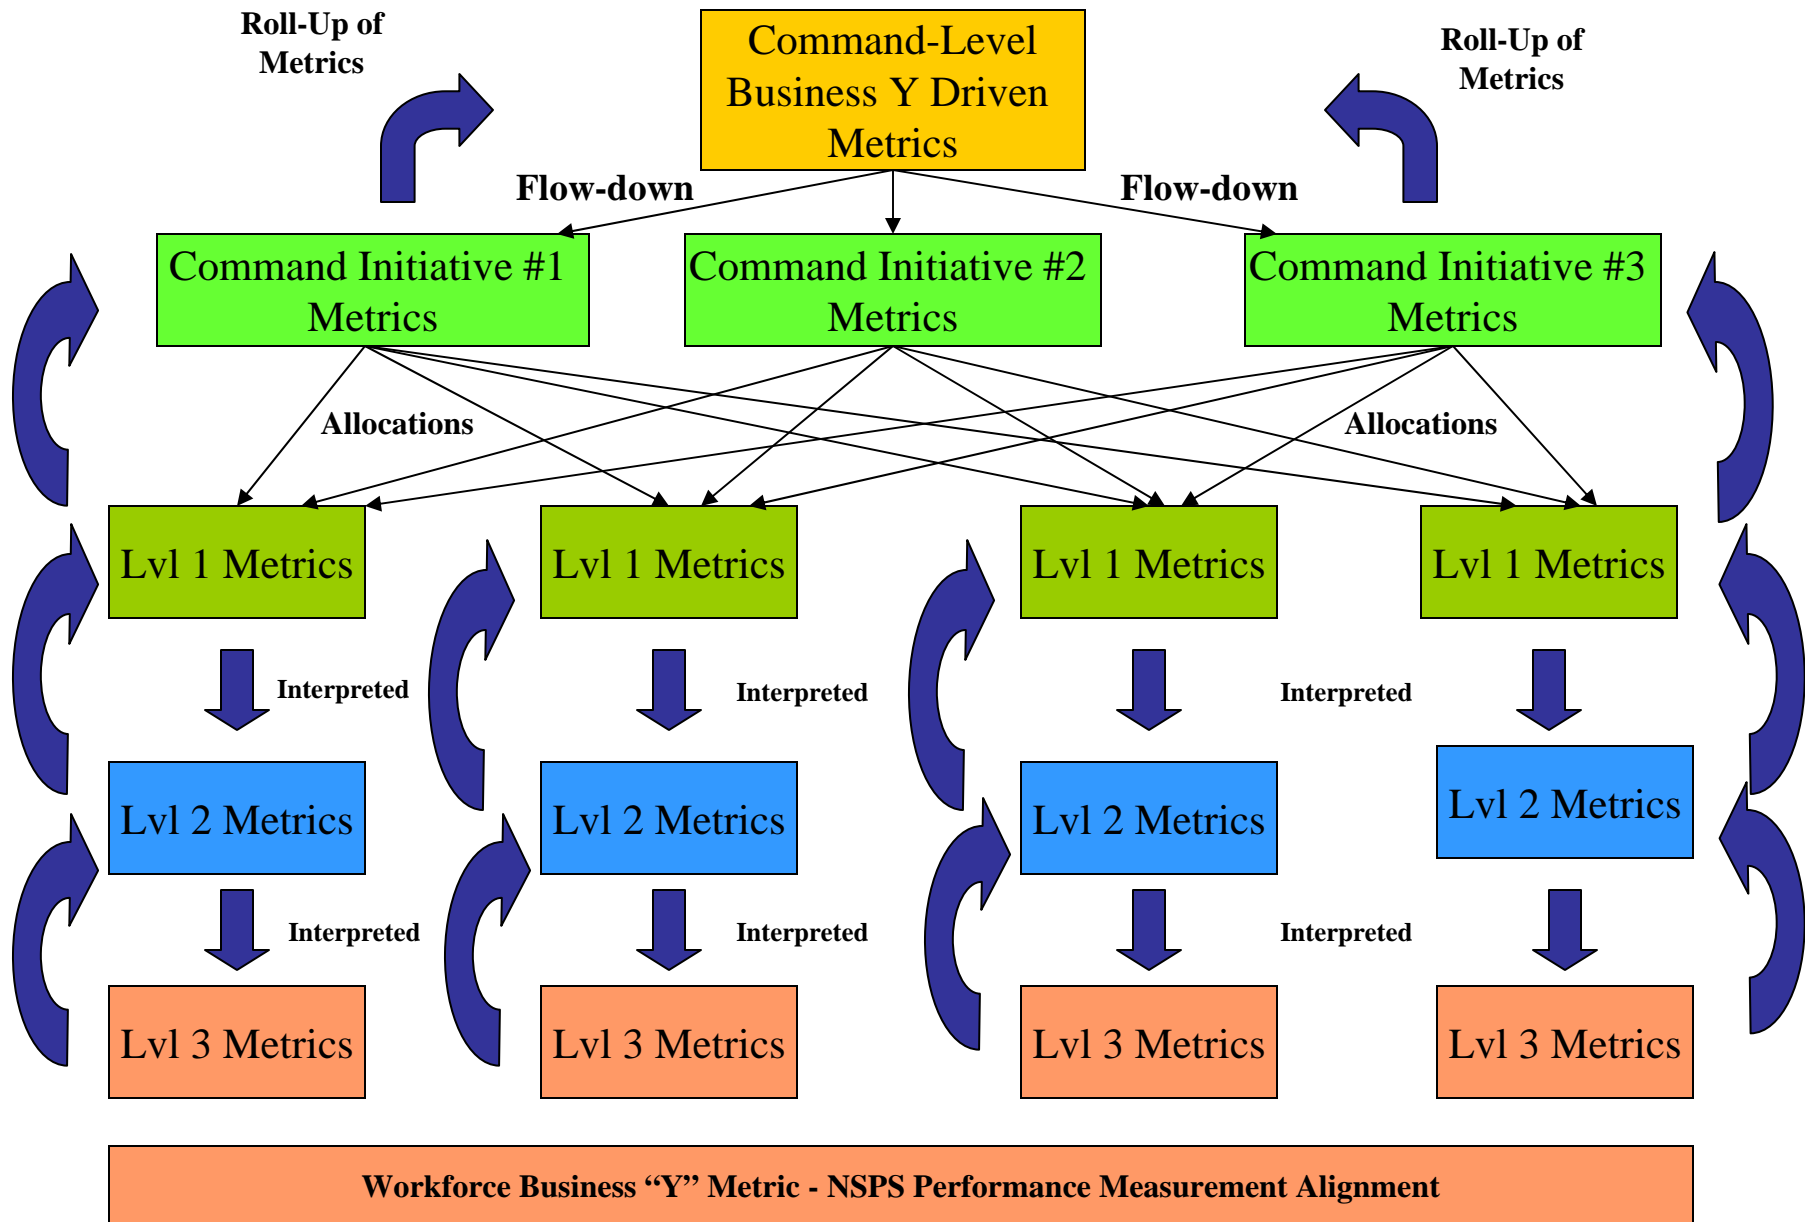 Roll-Up of
Metrics
Command-Level
Business Y Driven
Metrics
Roll-Up of
Metrics
Flow-down
Flow-down
Command Initiative #1
Metrics
Command Initiative #2
Metrics
Command Initiative #3
Metrics
Allocations
Allocations
Lvl 1 Metrics
Lvl 1 Metrics
Lvl 1 Metrics
Lvl 1 Metrics
Interpreted
Interpreted
Interpreted
Lvl 2 Metrics
Lvl 2 Metrics
Lvl 2 Metrics
Lvl 2 Metrics
Interpreted
Interpreted
Interpreted
Lvl 3 Metrics
Lvl 3 Metrics
Lvl 3 Metrics
Lvl 3 Metrics
Workforce Business “Y” Metric - NSPS Performance Measurement Alignment